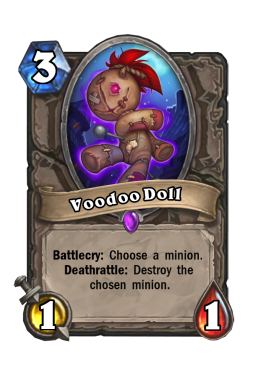 3
Voodoo Doll
Battlecry: Choose a minion.
Deathrattle: Destroy the
chosen minion.
1
1